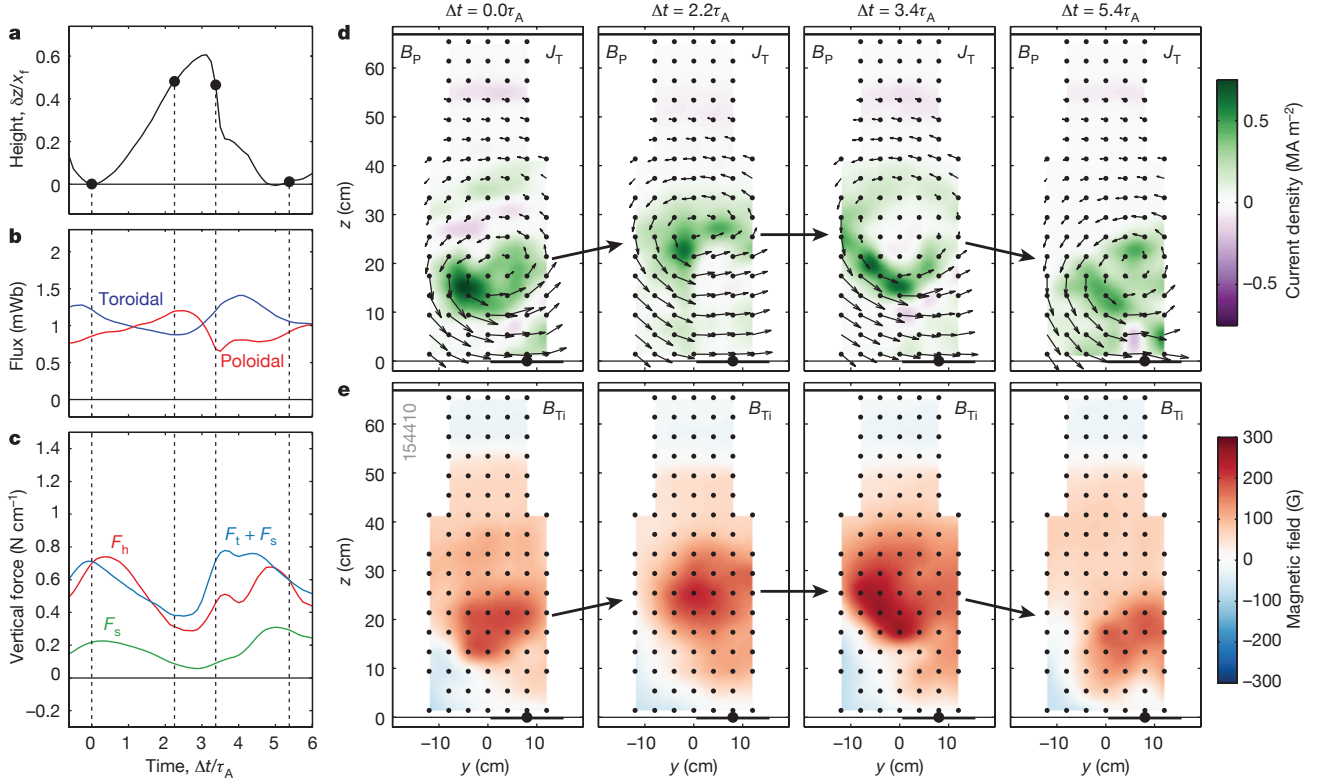 a
Height, δz/x_f
0.6
0.4
0.2
0
b
Flux (mWb)
2
1.5
1
0.5
0
Toroidal
Poloidal
c
Vertical force (N cm⁻¹)
1.4
1.2
1.0
0.8
0.6
0.4
0.2
0
−0.2
F_h
F_t + F_s
F_s
0 1 2 3 4 5 6
Time, Δt/τ_A
Δt = 0.0τ_A Δt = 2.2τ_A Δt = 3.4τ_A Δt = 5.4τ_A
d
B_P J_T B_P J_T B_P J_T B_P J_T
z (cm)
60
50
40
30
20
10
0
0.5
0
−0.5
Current density (MA m⁻²)
e
B_Ti B_Ti B_Ti B_Ti
154410
z (cm)
60
50
40
30
20
10
0
−10 0 10 −10 0 10 −10 0 10 −10 0 10
y (cm) y (cm) y (cm) y (cm)
300
200
100
0
−100
−200
−300
Magnetic field (G)